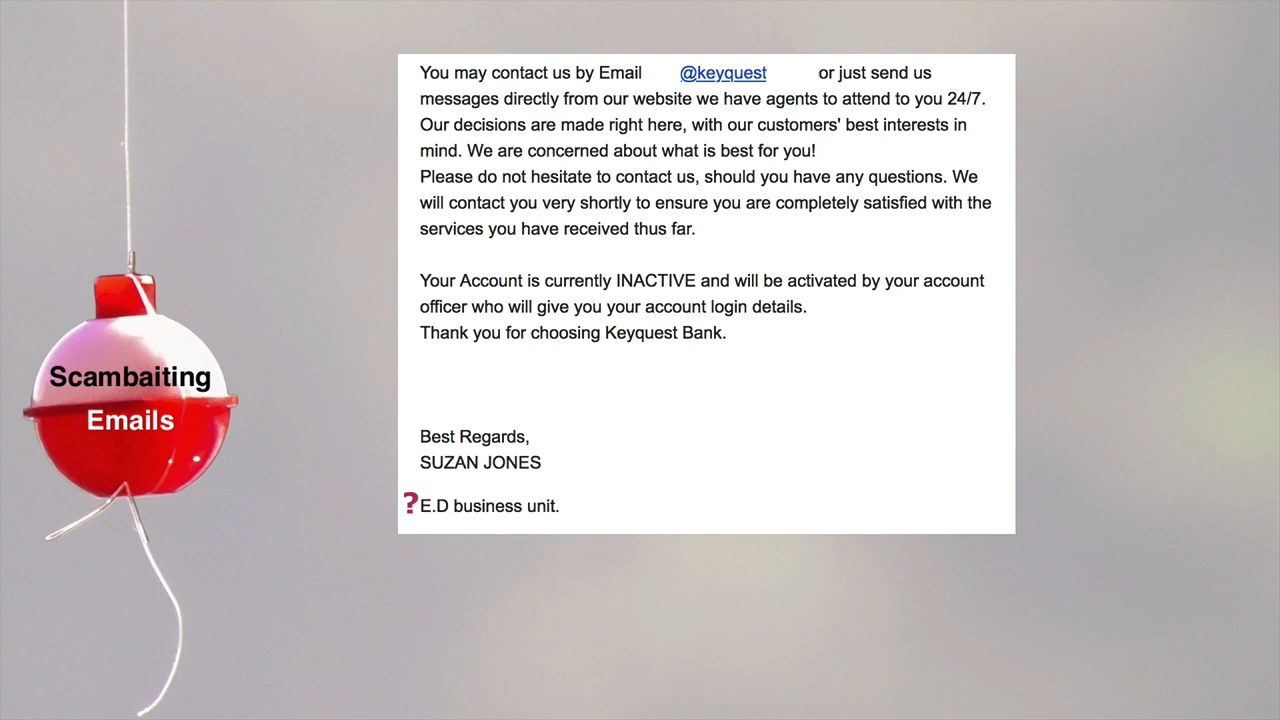 You may contact us by Email @keyquest or just send us
messages directly from our website we have agents to attend to you 24/7.
Our decisions are made right here, with our customers' best interests in
mind. We are concerned about what is best for you!
Please do not hesitate to contact us, should you have any questions. We
will contact you very shortly to ensure you are completely satisfied with the
services you have received thus far.
Your Account is currently INACTIVE and will be activated by your account
officer who will give you your account login details.
Thank you for choosing Keyquest Bank.
Best Regards,
SUZAN JONES
?E.D business unit.
Scambaiting
Emails